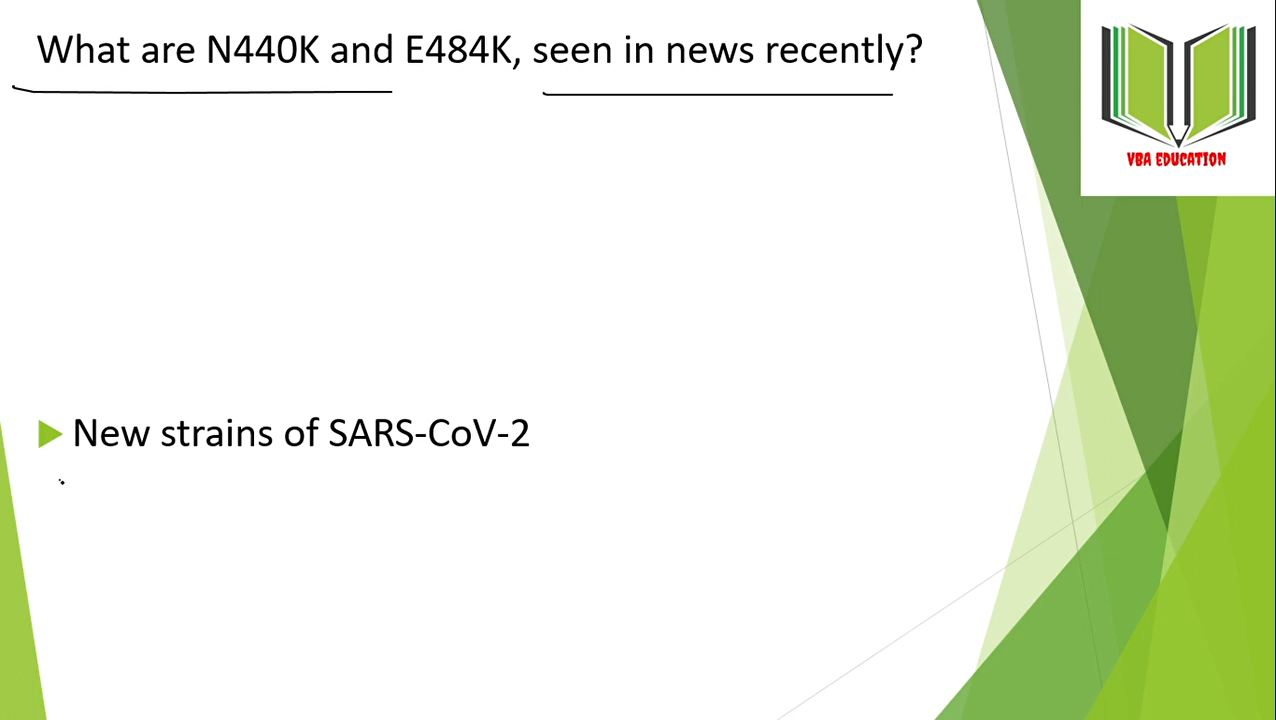 What are N440K and E484K, seen in news recently?
VBA EDUCATION
New strains of SARS-CoV-2